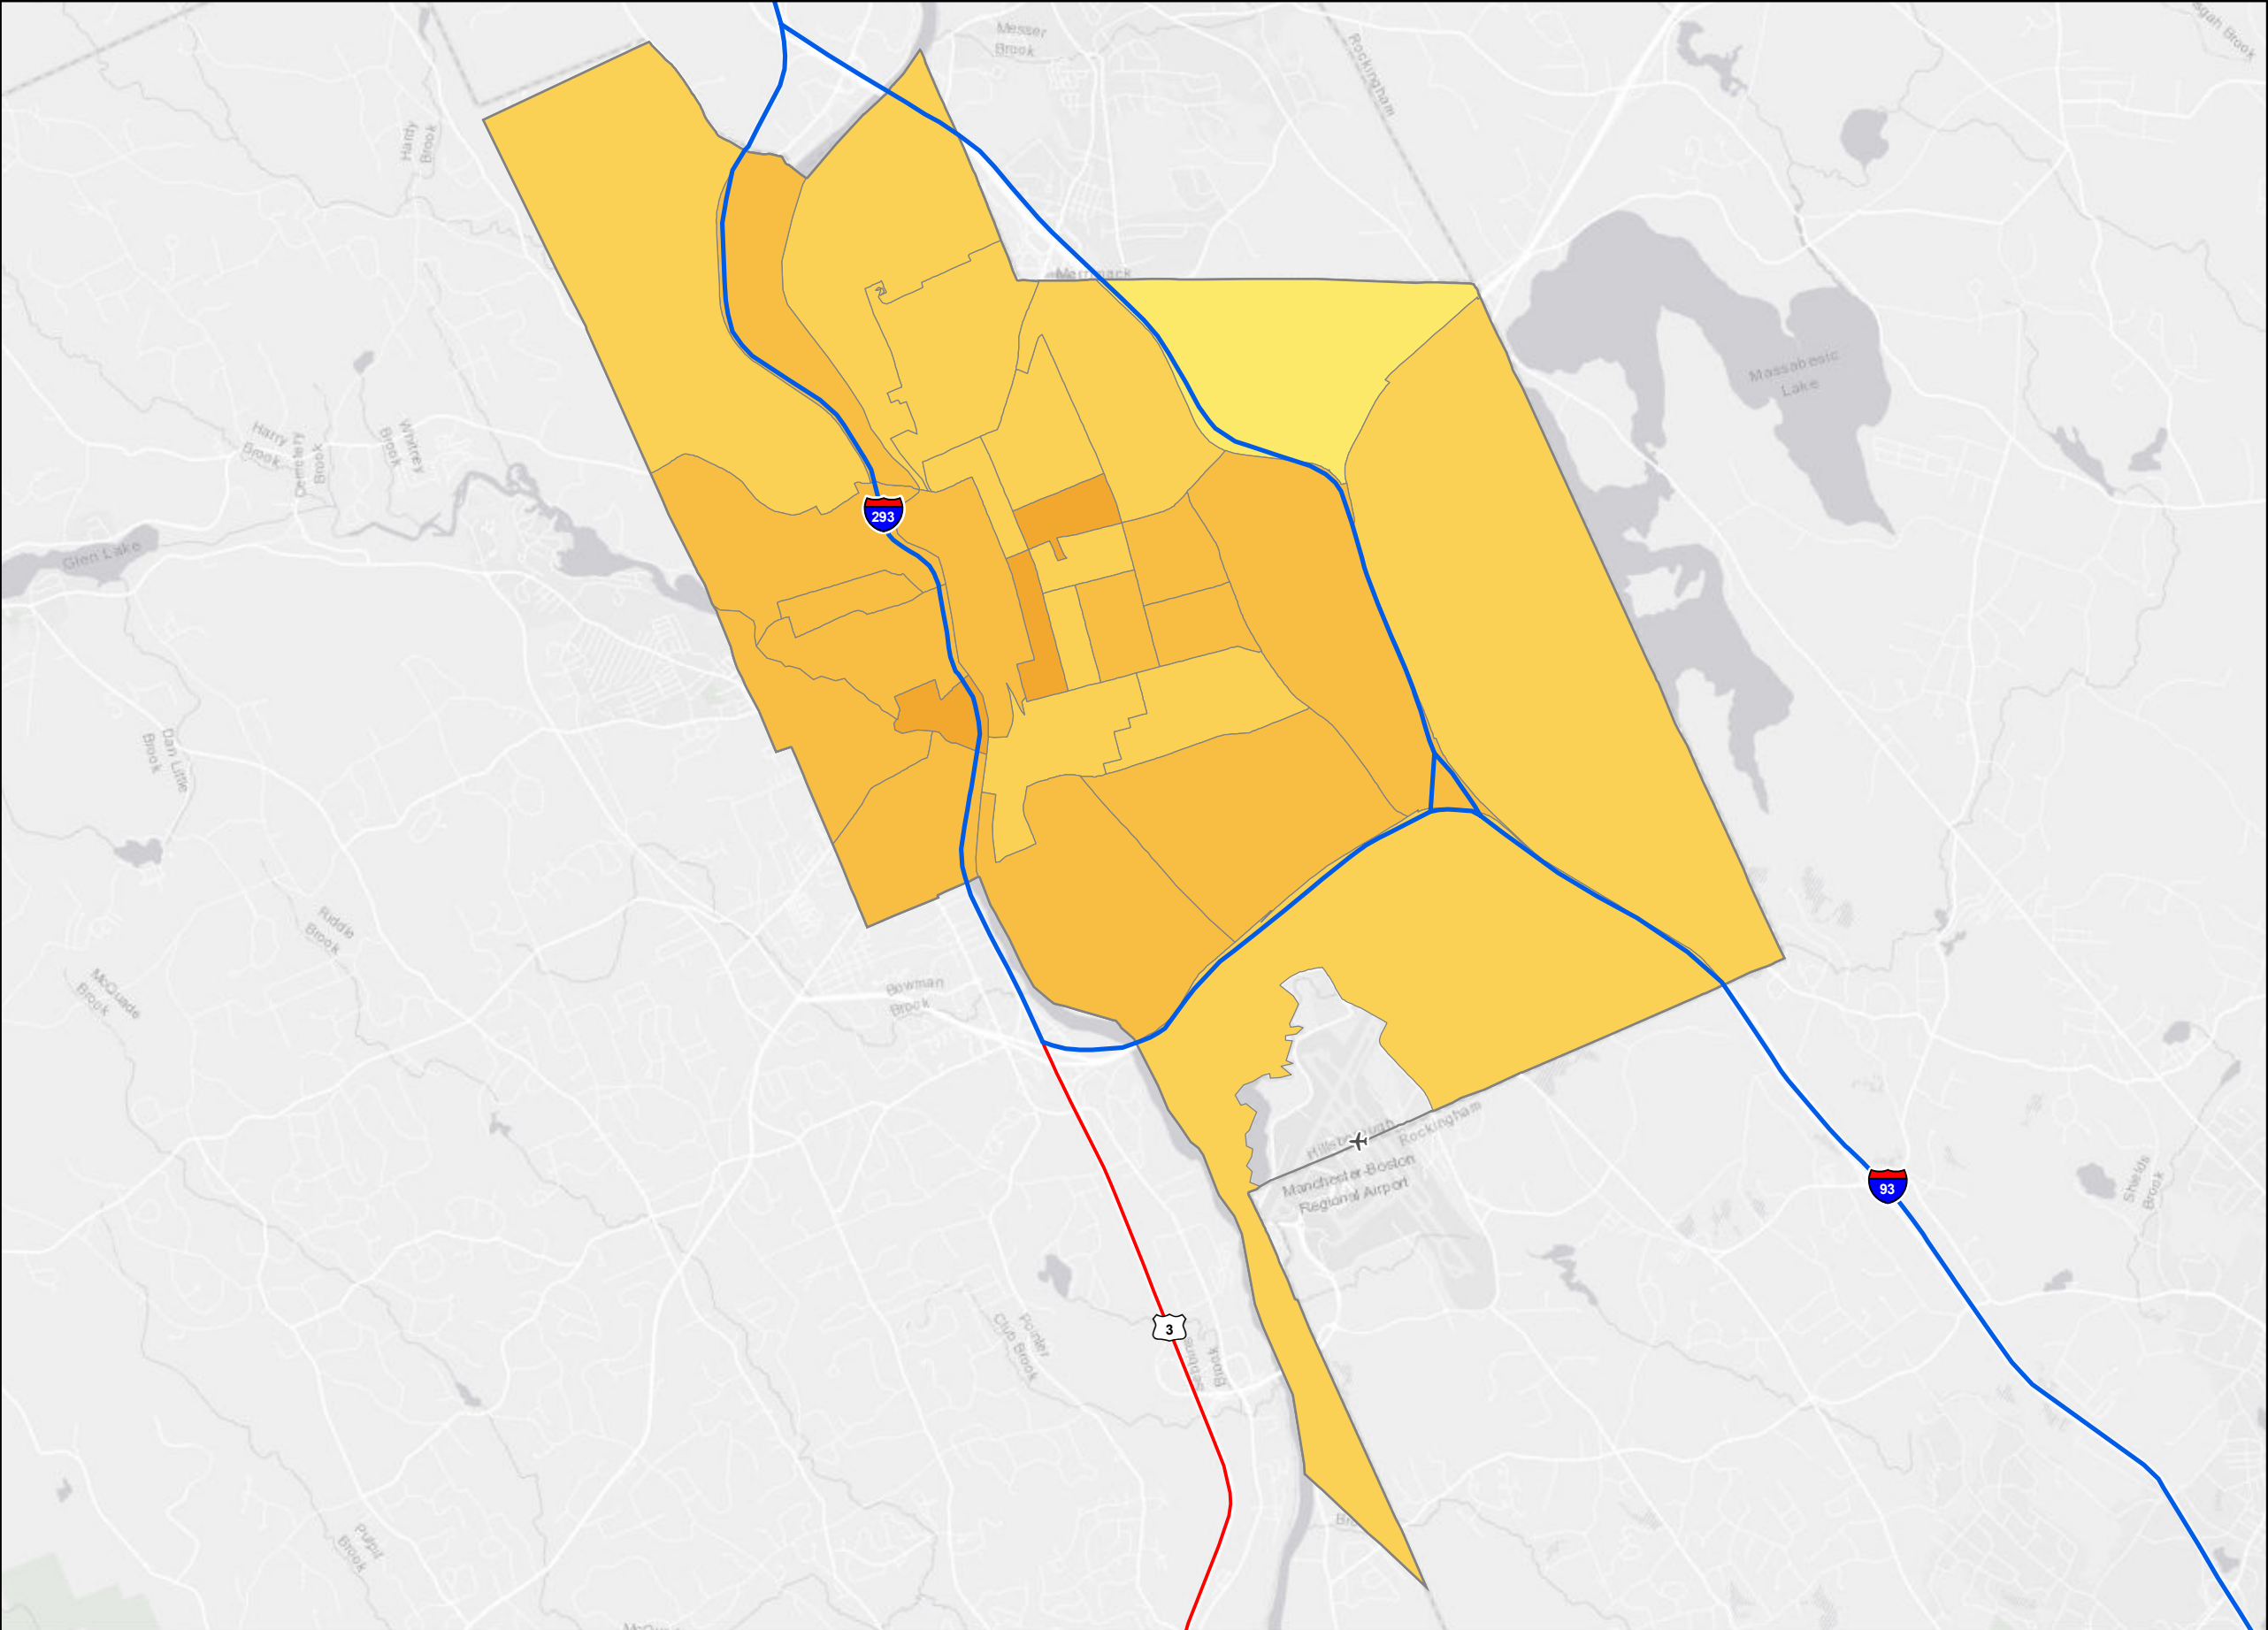 Messer
Brook
Rockingham
Hardy
Brook
Merrimack
Massabesic
Lake
Harry
Brook
Cemetery
Brook
Brook
293
Glen Lake
Dan Little
Brook
Riddle
Brook
McQuade
Brook
Bowman
Brook
Hillsborough
Rockingham
Manchester-Boston
Regional Airport
93
Shields
Brook
Pointer
Club Brook
3
Brook
Pulpit
Brook